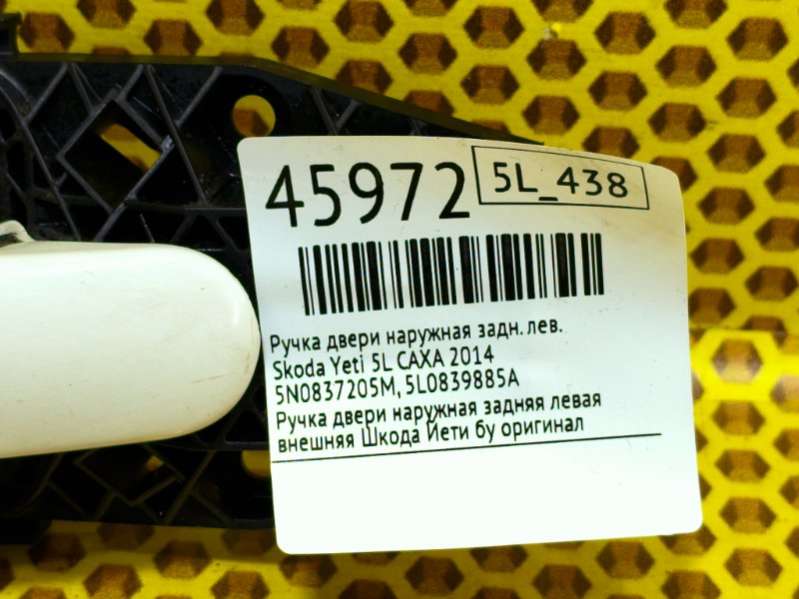 45972
5L_438
Ручка двери наружная задн. лев.
Skoda Yeti 5L CAXA 2014
5N0837205M, 5L0839885A
Ручка двери наружная задняя левая
внешняя Шкода Йети бу оригинал